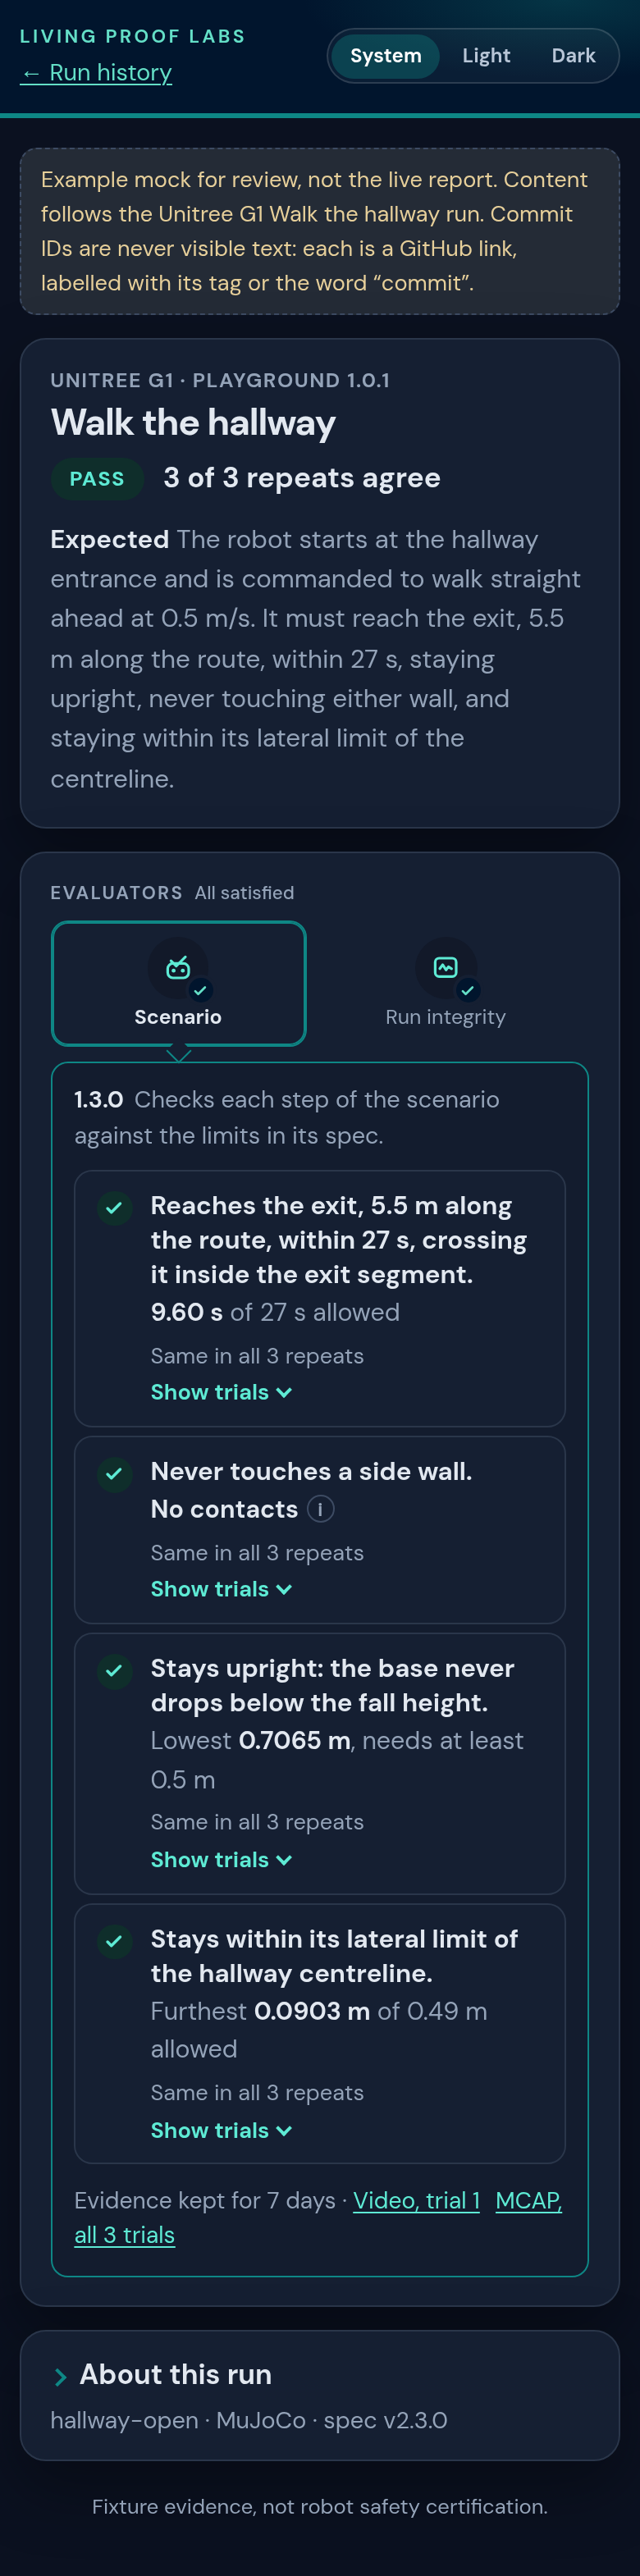 LIVING PROOF LABS
← Run history
System Light Dark
Example mock for review, not the live report. Content
follows the Unitree G1 Walk the hallway run. Commit
IDs are never visible text: each is a GitHub link,
labelled with its tag or the word “commit”.
UNITREE G1 · PLAYGROUND 1.0.1
Walk the hallway
PASS 3 of 3 repeats agree
Expected The robot starts at the hallway
entrance and is commanded to walk straight
ahead at 0.5 m/s. It must reach the exit, 5.5
m along the route, within 27 s, staying
upright, never touching either wall, and
staying within its lateral limit of the
centreline.
EVALUATORS All satisfied
Scenario
Run integrity
1.3.0 Checks each step of the scenario
against the limits in its spec.
Reaches the exit, 5.5 m along
the route, within 27 s, crossing
it inside the exit segment.
9.60 s of 27 s allowed
Same in all 3 repeats
Show trials
Never touches a side wall.
No contacts i
Same in all 3 repeats
Show trials
Stays upright: the base never
drops below the fall height.
Lowest 0.7065 m, needs at least
0.5 m
Same in all 3 repeats
Show trials
Stays within its lateral limit of
the hallway centreline.
Furthest 0.0903 m of 0.49 m
allowed
Same in all 3 repeats
Show trials
Evidence kept for 7 days · Video, trial 1 MCAP,
all 3 trials
About this run
hallway-open · MuJoCo · spec v2.3.0
Fixture evidence, not robot safety certification.